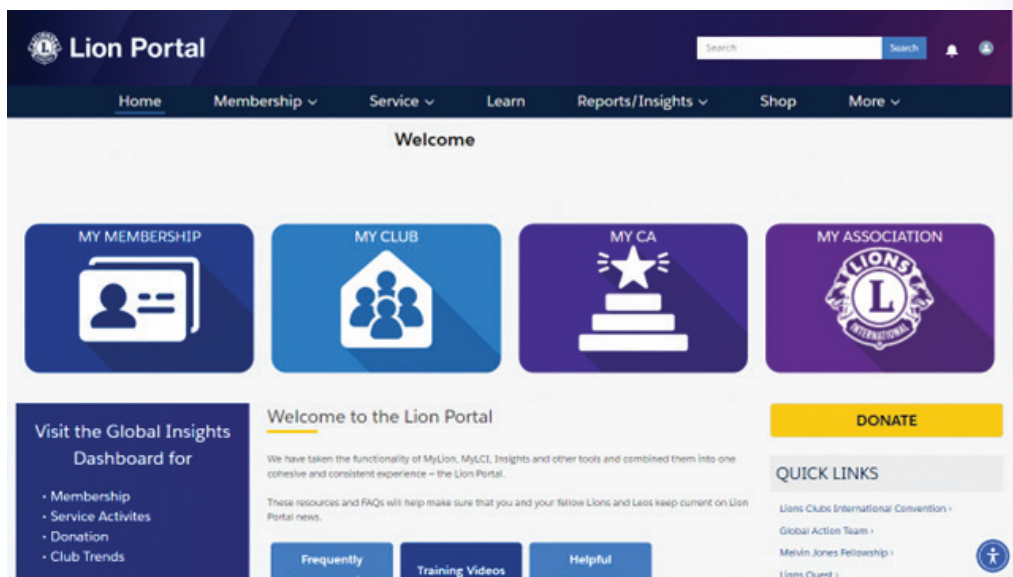 Lion Portal
Search
Search
Home
Membership
Service
Learn
Reports/Insights
Shop
More
Welcome
MY MEMBERSHIP
MY CLUB
MY CA
MY ASSOCIATION
LIONS
L
INTERNATIONAL
Visit the Global Insights
Dashboard for
• Membership
• Service Activites
• Donation
• Club Trends
Welcome to the Lion Portal
We have taken the functionality of MyLion, MyLCI, Insights and other tools and combined them into one
cohesive and consistent experience – the Lion Portal.
These resources and FAQs will help make sure that you and your fellow Lions and Leos keep current on Lion
Portal news.
Frequently
Training Videos
Helpful
DONATE
QUICK LINKS
Lions Clubs International Convention ›
Global Action Team ›
Melvin Jones Fellowship ›
Lions Quest ›